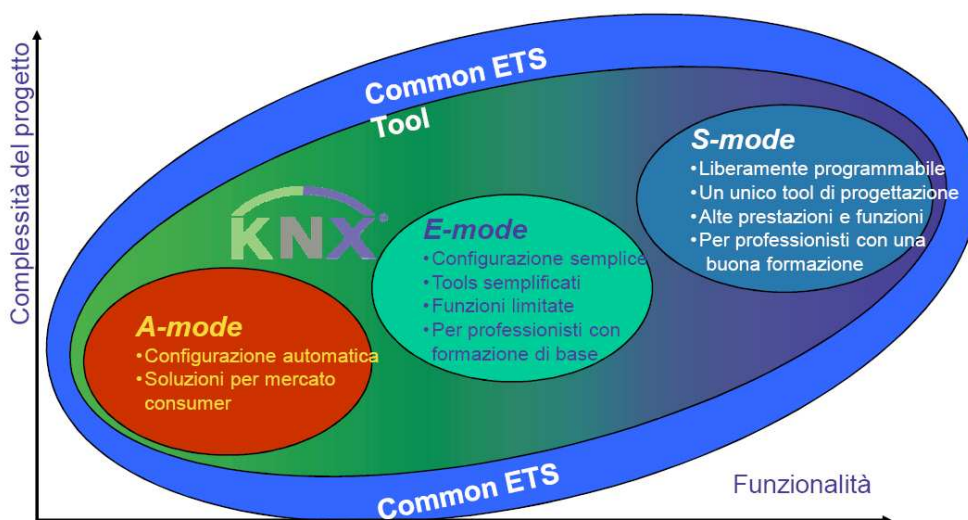 Complessità del progetto
Common ETS
Tool
KNX®
A-mode
•Configurazione automatica
•Soluzioni per mercato
consumer
E-mode
•Configurazione semplice
•Tools semplificati
•Funzioni limitate
•Per professionisti con
formazione di base
S-mode
•Liberamente programmabile
•Un unico tool di progettazione
•Alte prestazioni e funzioni
•Per professionisti con una
buona formazione
Common ETS
Funzionalità